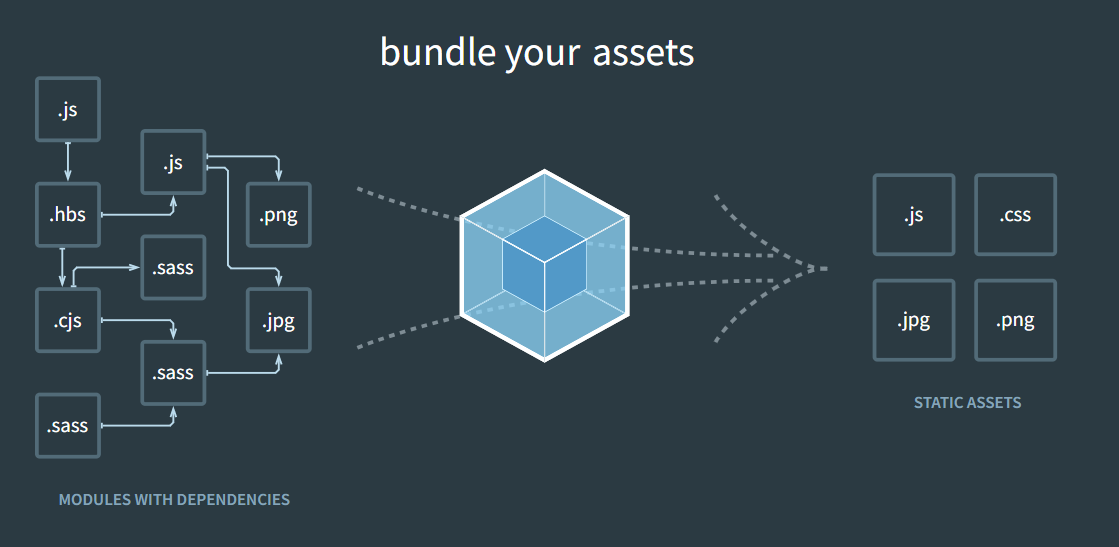 bundle your assets
.js
.js
.hbs
.png
.sass
.cjs
.jpg
.sass
.sass
MODULES WITH DEPENDENCIES
.js
.css
.jpg
.png
STATIC ASSETS